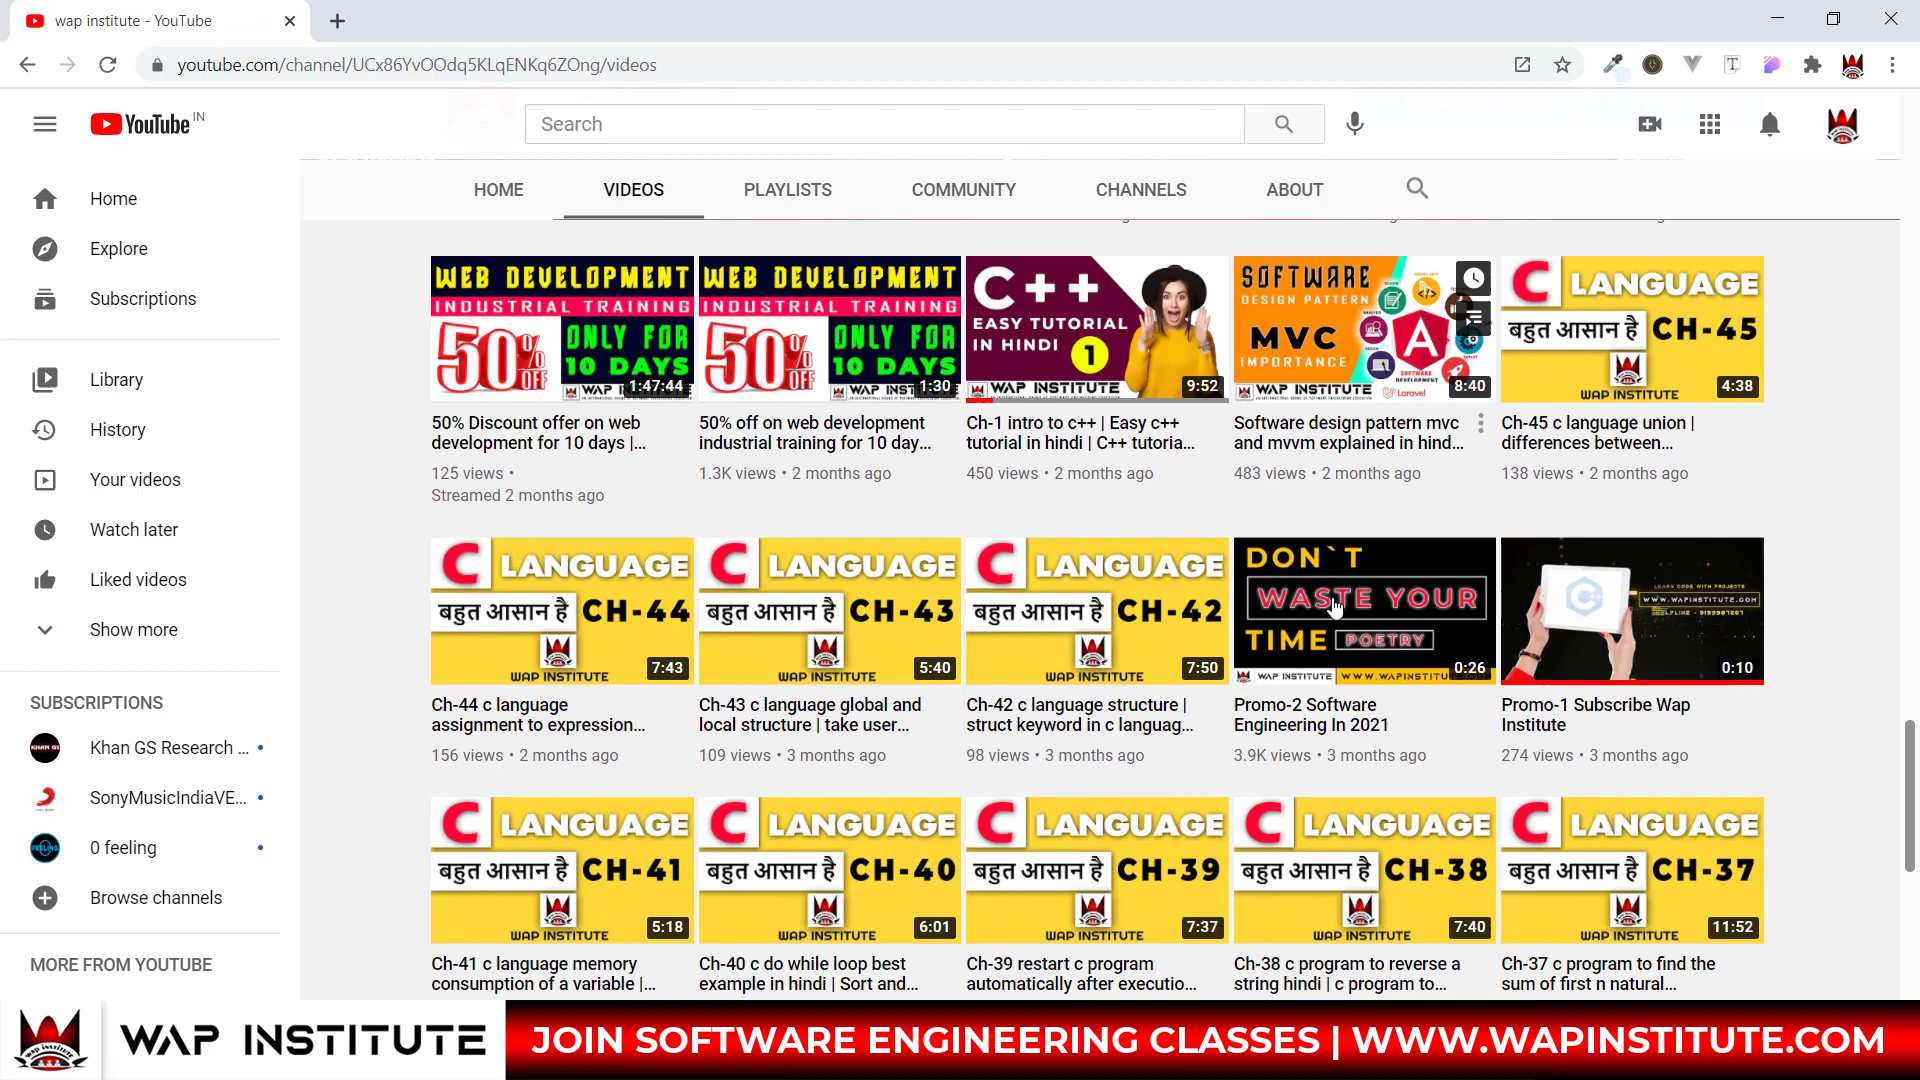 wap institute - YouTube
youtube.com/channel/UCx86YvOOdq5KLqENKq6ZOng/videos
YouTube IN
Search
HOME VIDEOS PLAYLISTS COMMUNITY CHANNELS ABOUT
Home
Explore
Subscriptions
Library
History
Your videos
Watch later
Liked videos
Show more
SUBSCRIPTIONS
Khan GS Research ...
SonyMusicIndiaVE...
0 feeling
Browse channels
MORE FROM YOUTUBE
WEB DEVELOPMENT
INDUSTRIAL TRAINING
50% OFF
ONLY FOR
10 DAYS
WAP INSTITUTE
1:47:44
50% Discount offer on web
development for 10 days |...
125 views •
Streamed 2 months ago
WEB DEVELOPMENT
INDUSTRIAL TRAINING
50% OFF
ONLY FOR
10 DAYS
WAP INSTITUTE
1:30
50% off on web development
industrial training for 10 day...
1.3K views • 2 months ago
C++
EASY TUTORIAL
IN HINDI 1
WAP INSTITUTE
9:52
Ch-1 intro to c++ | Easy c++
tutorial in hindi | C++ tutoria...
450 views • 2 months ago
SOFTWARE
DESIGN PATTERN
MVC
IMPORTANCE
WAP INSTITUTE
Laravel
8:40
Software design pattern mvc
and mvvm explained in hind...
483 views • 2 months ago
C LANGUAGE
बहुत आसान है CH-45
WAP INSTITUTE
4:38
Ch-45 c language union |
differences between...
138 views • 2 months ago
C LANGUAGE
बहुत आसान है CH-44
WAP INSTITUTE
7:43
Ch-44 c language
assignment to expression...
156 views • 2 months ago
C LANGUAGE
बहुत आसान है CH-43
WAP INSTITUTE
5:40
Ch-43 c language global and
local structure | take user...
109 views • 3 months ago
C LANGUAGE
बहुत आसान है CH-42
WAP INSTITUTE
7:50
Ch-42 c language structure |
struct keyword in c languag...
98 views • 3 months ago
DON`T
WASTE YOUR
TIME POETRY
WAP INSTITUTE
0:26
Promo-2 Software
Engineering In 2021
3.9K views • 3 months ago
LEARN CODE WITH PROJECTS
WWW.WAPINSTITUTE.COM
0:10
Promo-1 Subscribe Wap
Institute
274 views • 3 months ago
C LANGUAGE
बहुत आसान है CH-41
WAP INSTITUTE
5:18
Ch-41 c language memory
consumption of a variable |...
C LANGUAGE
बहुत आसान है CH-40
WAP INSTITUTE
6:01
Ch-40 c do while loop best
example in hindi | Sort and...
C LANGUAGE
बहुत आसान है CH-39
WAP INSTITUTE
7:37
Ch-39 restart c program
automatically after executio...
C LANGUAGE
बहुत आसान है CH-38
WAP INSTITUTE
7:40
Ch-38 c program to reverse a
string hindi | c program to...
C LANGUAGE
बहुत आसान है CH-37
WAP INSTITUTE
11:52
Ch-37 c program to find the
sum of first n natural...
WAP INSTITUTE
JOIN SOFTWARE ENGINEERING CLASSES | WWW.WAPINSTITUTE.COM